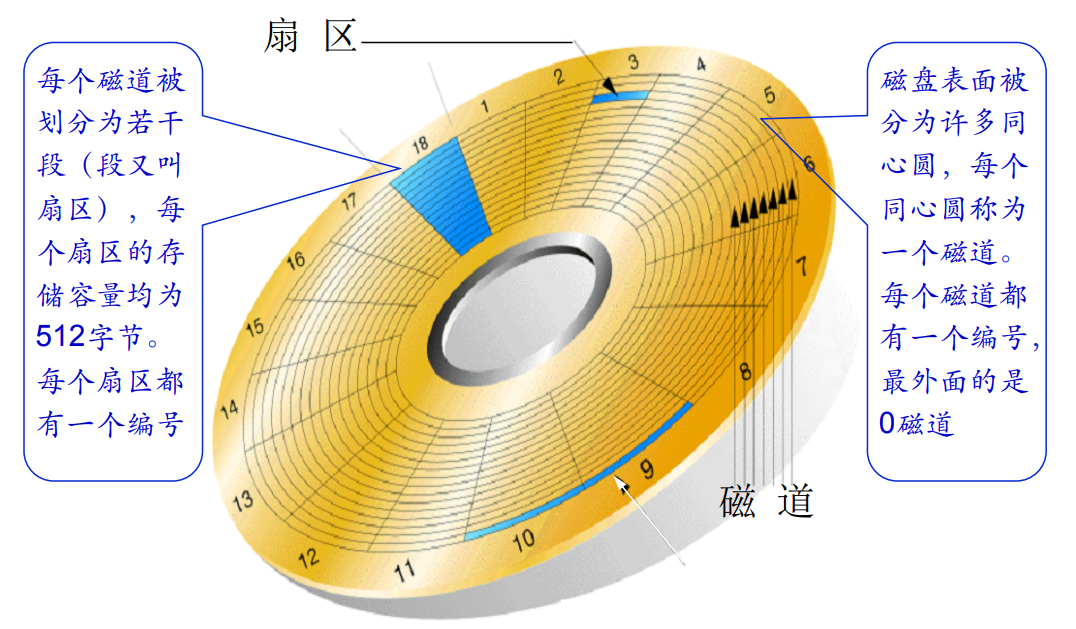 扇 区
每个磁道被
划分为若干
段（段又叫
扇区），每
个扇区的存
储容量均为
512字节。
每个扇区都
有一个编号
磁盘表面被
分为许多同
心圆，每个
同心圆称为
一个磁道。
每个磁道都
有一个编号，
最外面的是
0磁道
1
2
3
4
5
6
7
8
9
10
11
12
13
14
15
16
17
18
磁 道